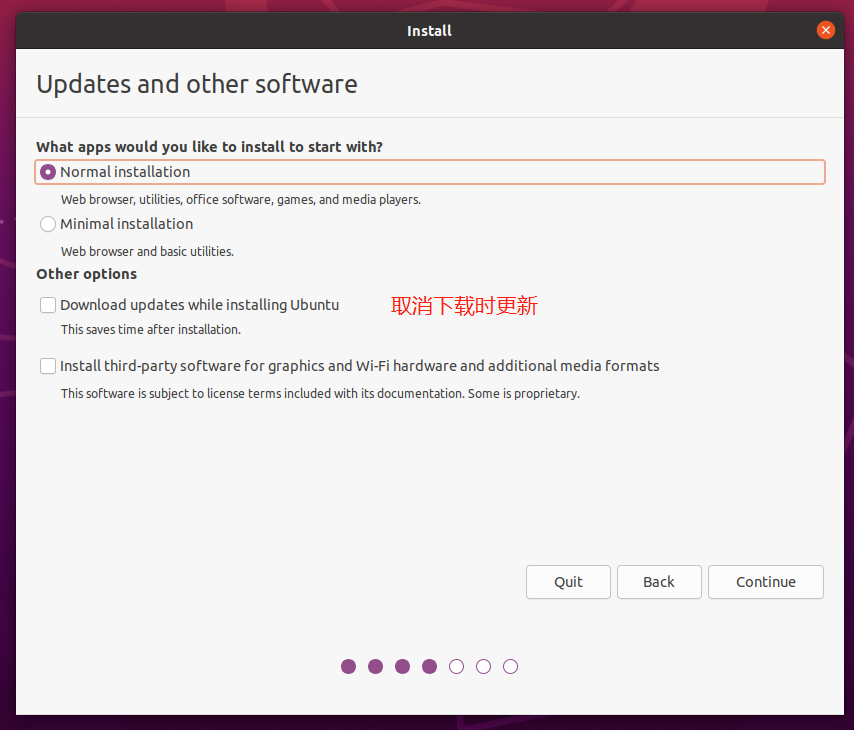 Install
Updates and other software
What apps would you like to install to start with?
Normal installation
Web browser, utilities, office software, games, and media players.
Minimal installation
Web browser and basic utilities.
Other options
Download updates while installing Ubuntu 取消下载时更新
This saves time after installation.
Install third-party software for graphics and Wi-Fi hardware and additional media formats
This software is subject to license terms included with its documentation. Some is proprietary.
Quit Back Continue